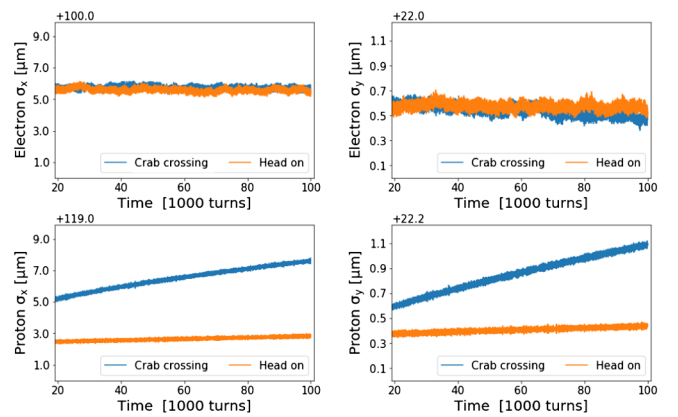 +100.0
9.0
7.0
5.0
3.0
1.0
Electron σx [μm]
Crab crossing
Head on
20
40
60
80
100
Time [1000 turns]
+22.0
1.1
0.9
0.7
0.5
0.3
0.1
Electron σy [μm]
Crab crossing
Head on
20
40
60
80
100
Time [1000 turns]
+119.0
9.0
7.0
5.0
3.0
1.0
Proton σx [μm]
Crab crossing
Head on
20
40
60
80
100
Time [1000 turns]
+22.2
1.1
0.9
0.7
0.5
0.3
0.1
Proton σy [μm]
Crab crossing
Head on
20
40
60
80
100
Time [1000 turns]